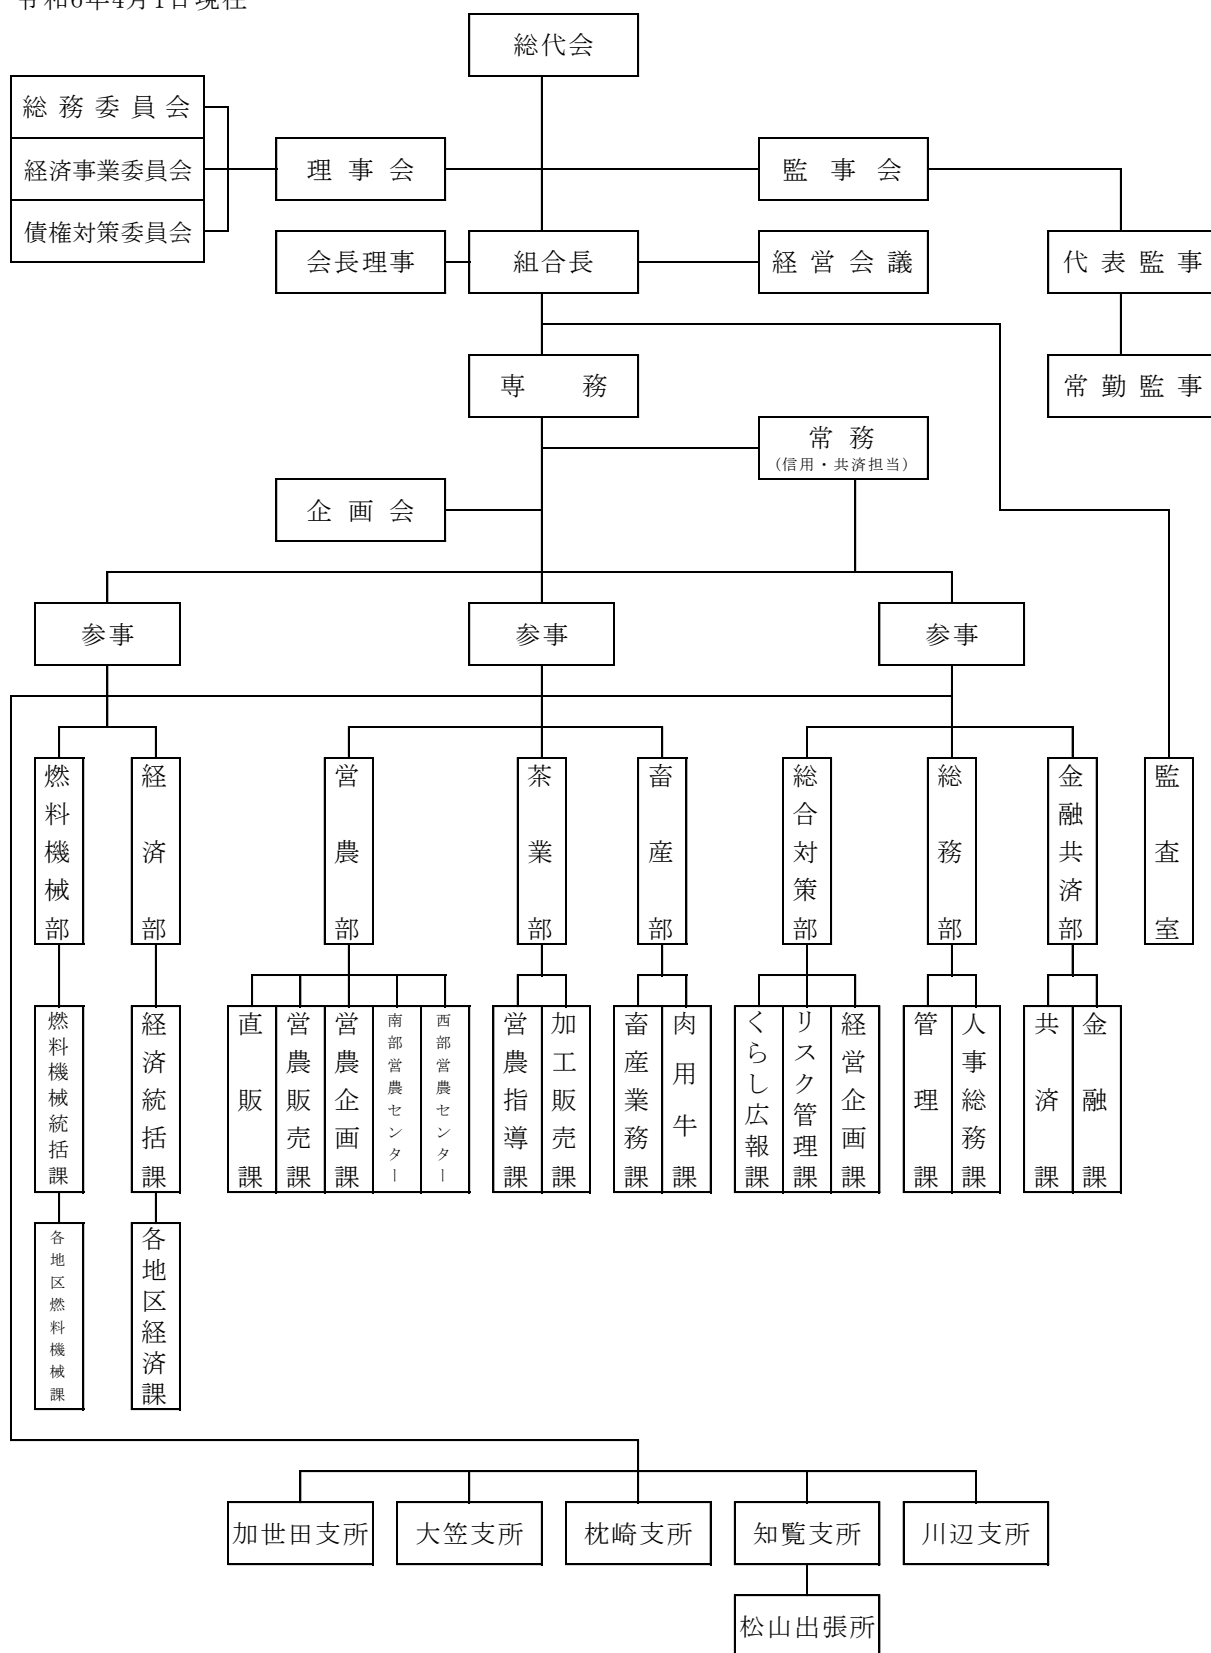 令和6年4月1日現在
総代会
総務委員会
経済事業委員会
債権対策委員会
理事会
監事会
会長理事
組合長
経営会議
代表監事
専務
常勤監事
常務
(信用・共済担当)
企画会
参事
参事
参事
燃料機械部
経済部
営農部
茶業部
畜産部
総合対策部
総務部
金融共済部
監査室
燃料機械統括課
経済統括課
直販課
営農販売課
営農企画課
南部営農センター
西部営農センター
営農指導課
加工販売課
畜産業務課
肉用牛課
くらし広報課
リスク管理課
経営企画課
管理課
人事総務課
共済課
金融課
各地区燃料機械課
各地区経済課
加世田支所
大笠支所
枕崎支所
知覧支所
川辺支所
松山出張所